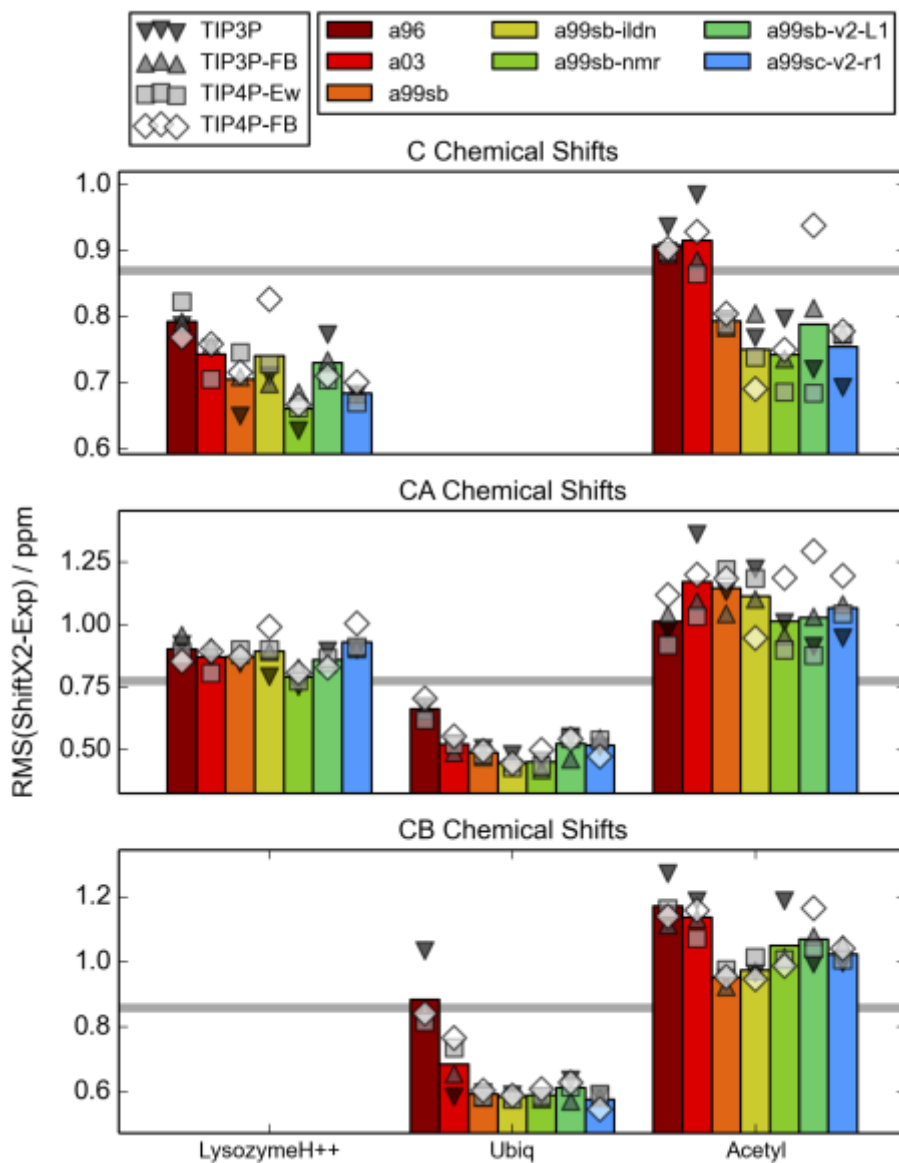 TIP3P
TIP3P-FB
TIP4P-Ew
TIP4P-FB
a96
a03
a99sb
a99sb-ildn
a99sb-nmr
a99sb-v2-L1
a99sc-v2-r1
C Chemical Shifts
1.0
0.9
0.8
0.7
0.6
CA Chemical Shifts
1.25
1.00
0.75
0.50
RMS(ShiftX2-Exp) / ppm
CB Chemical Shifts
1.2
1.0
0.8
0.6
LysozymeH++ Ubiq Acetyl